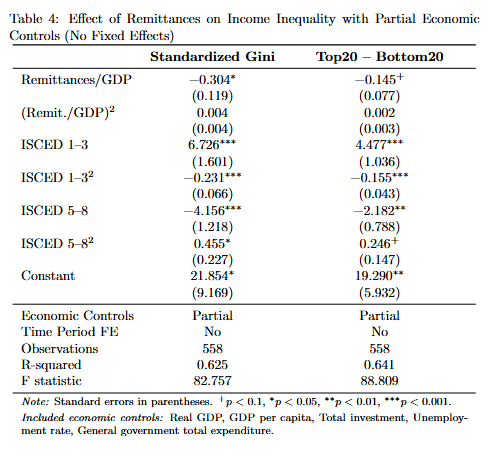 Table 4: Effect of Remittances on Income Inequality with Partial Economic
Controls (No Fixed Effects)
Standardized Gini Top20 – Bottom20
Remittances/GDP −0.304* −0.145⁺
(0.119) (0.077)
(Remit./GDP)² 0.004 0.002
(0.004) (0.003)
ISCED 1–3 6.726*** 4.477***
(1.601) (1.036)
ISCED 1–3² −0.231*** −0.155***
(0.066) (0.043)
ISCED 5–8 −4.156*** −2.182**
(1.218) (0.788)
ISCED 5–8² 0.455* 0.246⁺
(0.227) (0.147)
Constant 21.854* 19.290**
(9.169) (5.932)
Economic Controls Partial Partial
Time Period FE No No
Observations 558 558
R-squared 0.625 0.641
F statistic 82.757 88.809
Note: Standard errors in parentheses. ⁺p < 0.1, *p < 0.05, **p < 0.01, ***p < 0.001.
Included economic controls: Real GDP, GDP per capita, Total investment, Unemploy-
ment rate, General government total expenditure.